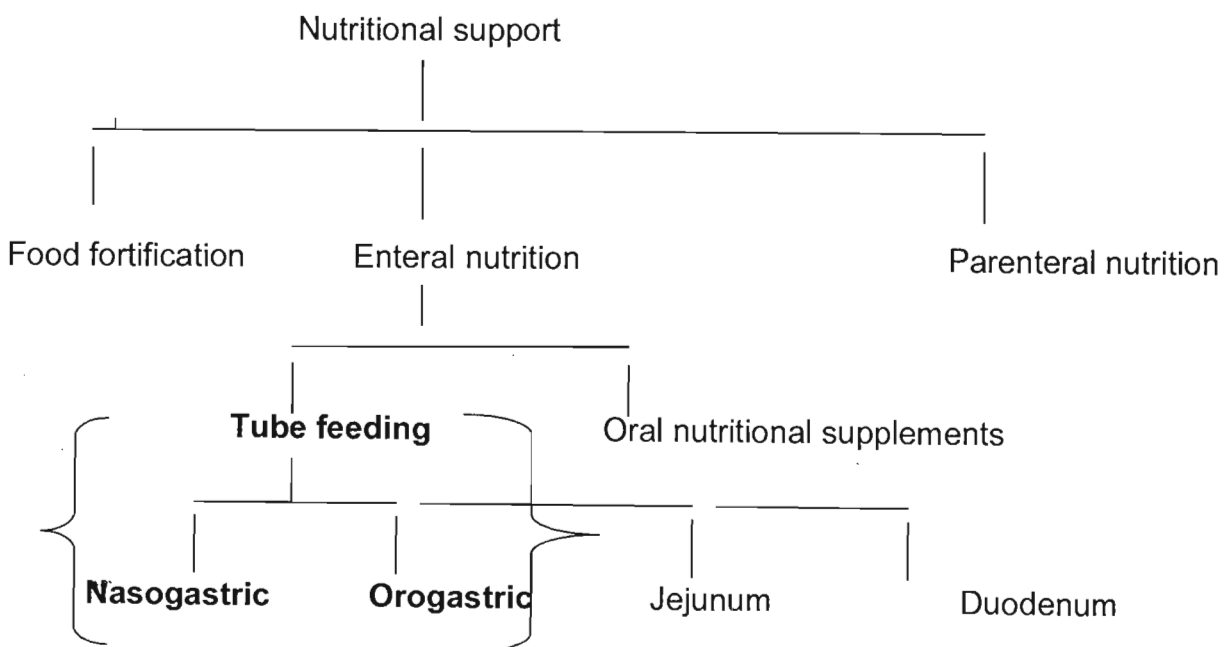 Nutritional support
Food fortification Enteral nutrition Parenteral nutrition
Tube feeding Oral nutritional supplements
Nasogastric Orogastric Jejunum Duodenum